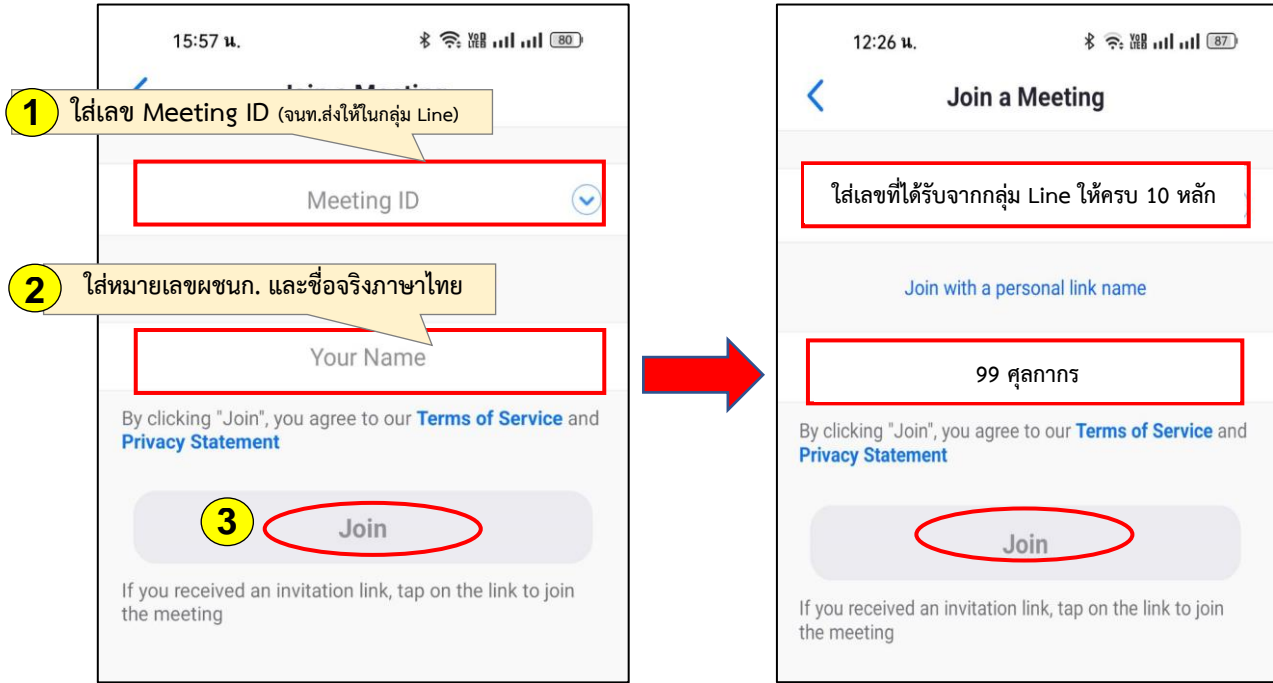 15:57 น.
VoB LTEB 80
1 ใส่เลข Meeting ID (จนท.ส่งให้ในกลุ่ม Line)
Meeting ID
2 ใส่หมายเลขผชนก. และชื่อจริงภาษาไทย
Your Name
By clicking "Join", you agree to our Terms of Service and
Privacy Statement
3 Join
If you received an invitation link, tap on the link to join
the meeting
12:26 น.
87
Join a Meeting
ใส่เลขที่ได้รับจากกลุ่ม Line ให้ครบ 10 หลัก
Join with a personal link name
99 ศุลกากร
By clicking "Join", you agree to our Terms of Service and
Privacy Statement
Join
If you received an invitation link, tap on the link to join
the meeting